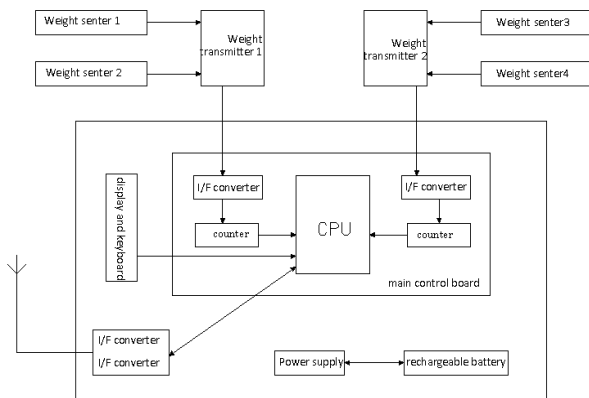 Weight senter 1
Weight senter 2
Weight
transmitter 1
Weight
transmitter 2
Weight senter3
Weight senter4
display and keyboard
I/F converter
counter
CPU
I/F converter
counter
main control board
I/F converter
I/F converter
Power supply
rechargeable battery